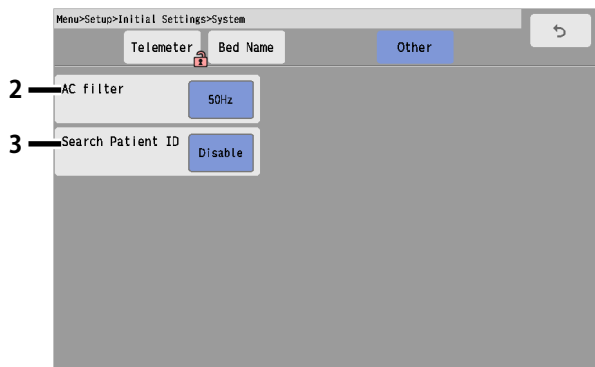 Menu>Setup>Initial Settings>System
Telemeter Bed Name Other
2 AC filter 50Hz
3 Search Patient ID Disable